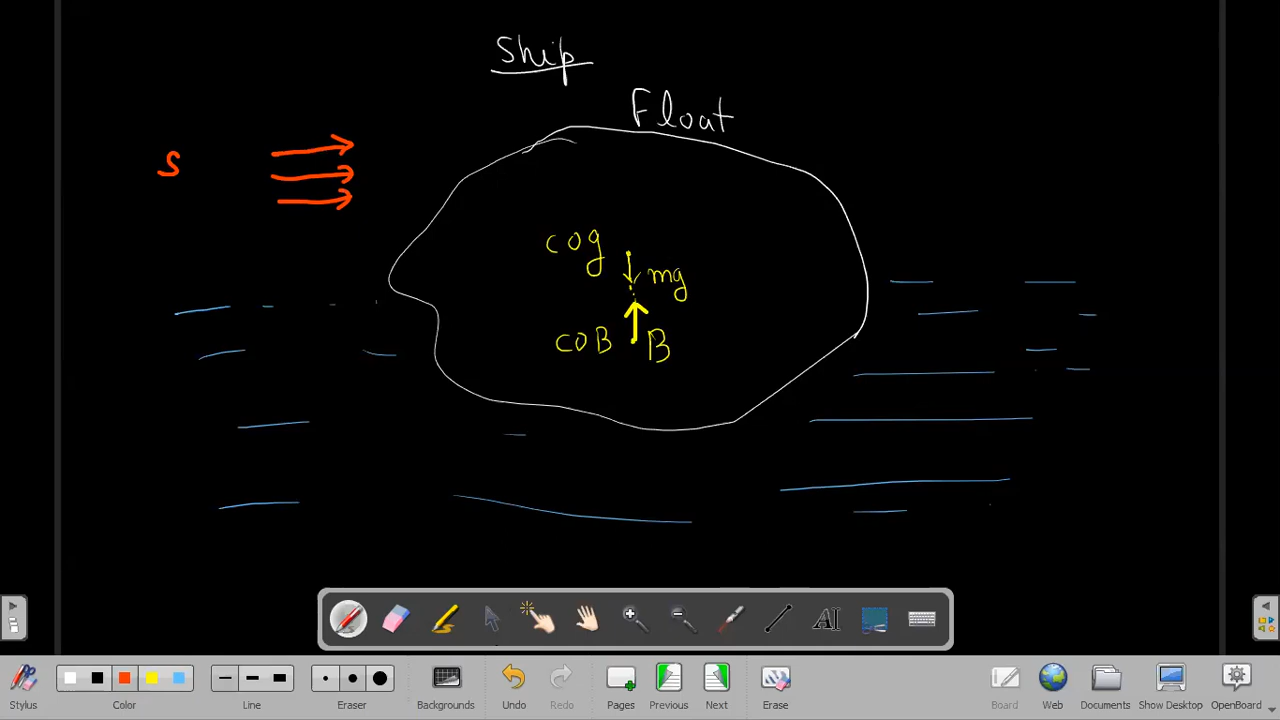 Ship
Float
S
cog
mg
coB
B
AI
Stylus
Color
Line
Eraser
Backgrounds
Undo
Redo
Pages
Previous
Next
Erase
Board
Web
Documents
Show Desktop
OpenBoard